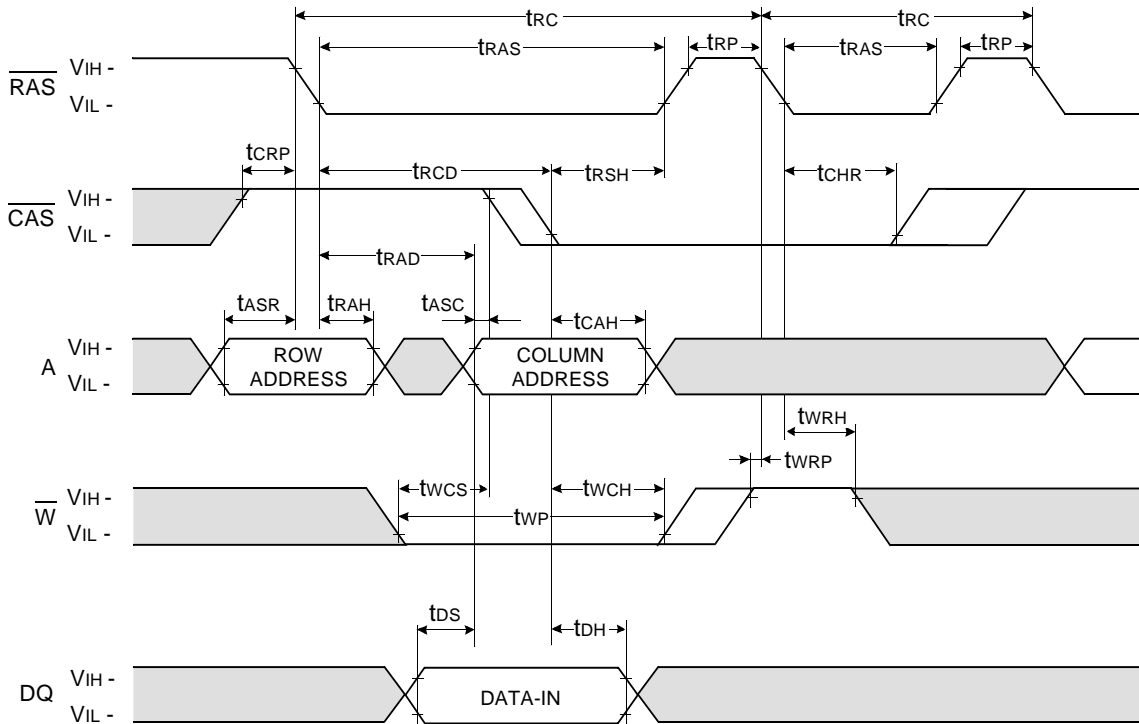 tRC tRC
tRAS tRP tRAS tRP
RAS VIH -
VIL -
tCRP tRCD tRSH tCHR
CAS VIH -
VIL -
tRAD
tASR tRAH tASC tCAH
A VIH -
VIL -
ROW ADDRESS
COLUMN ADDRESS
tWRH
tWRP
W VIH -
VIL -
tWCS tWCH
tWP
tDS tDH
DQ VIH -
VIL -
DATA-IN